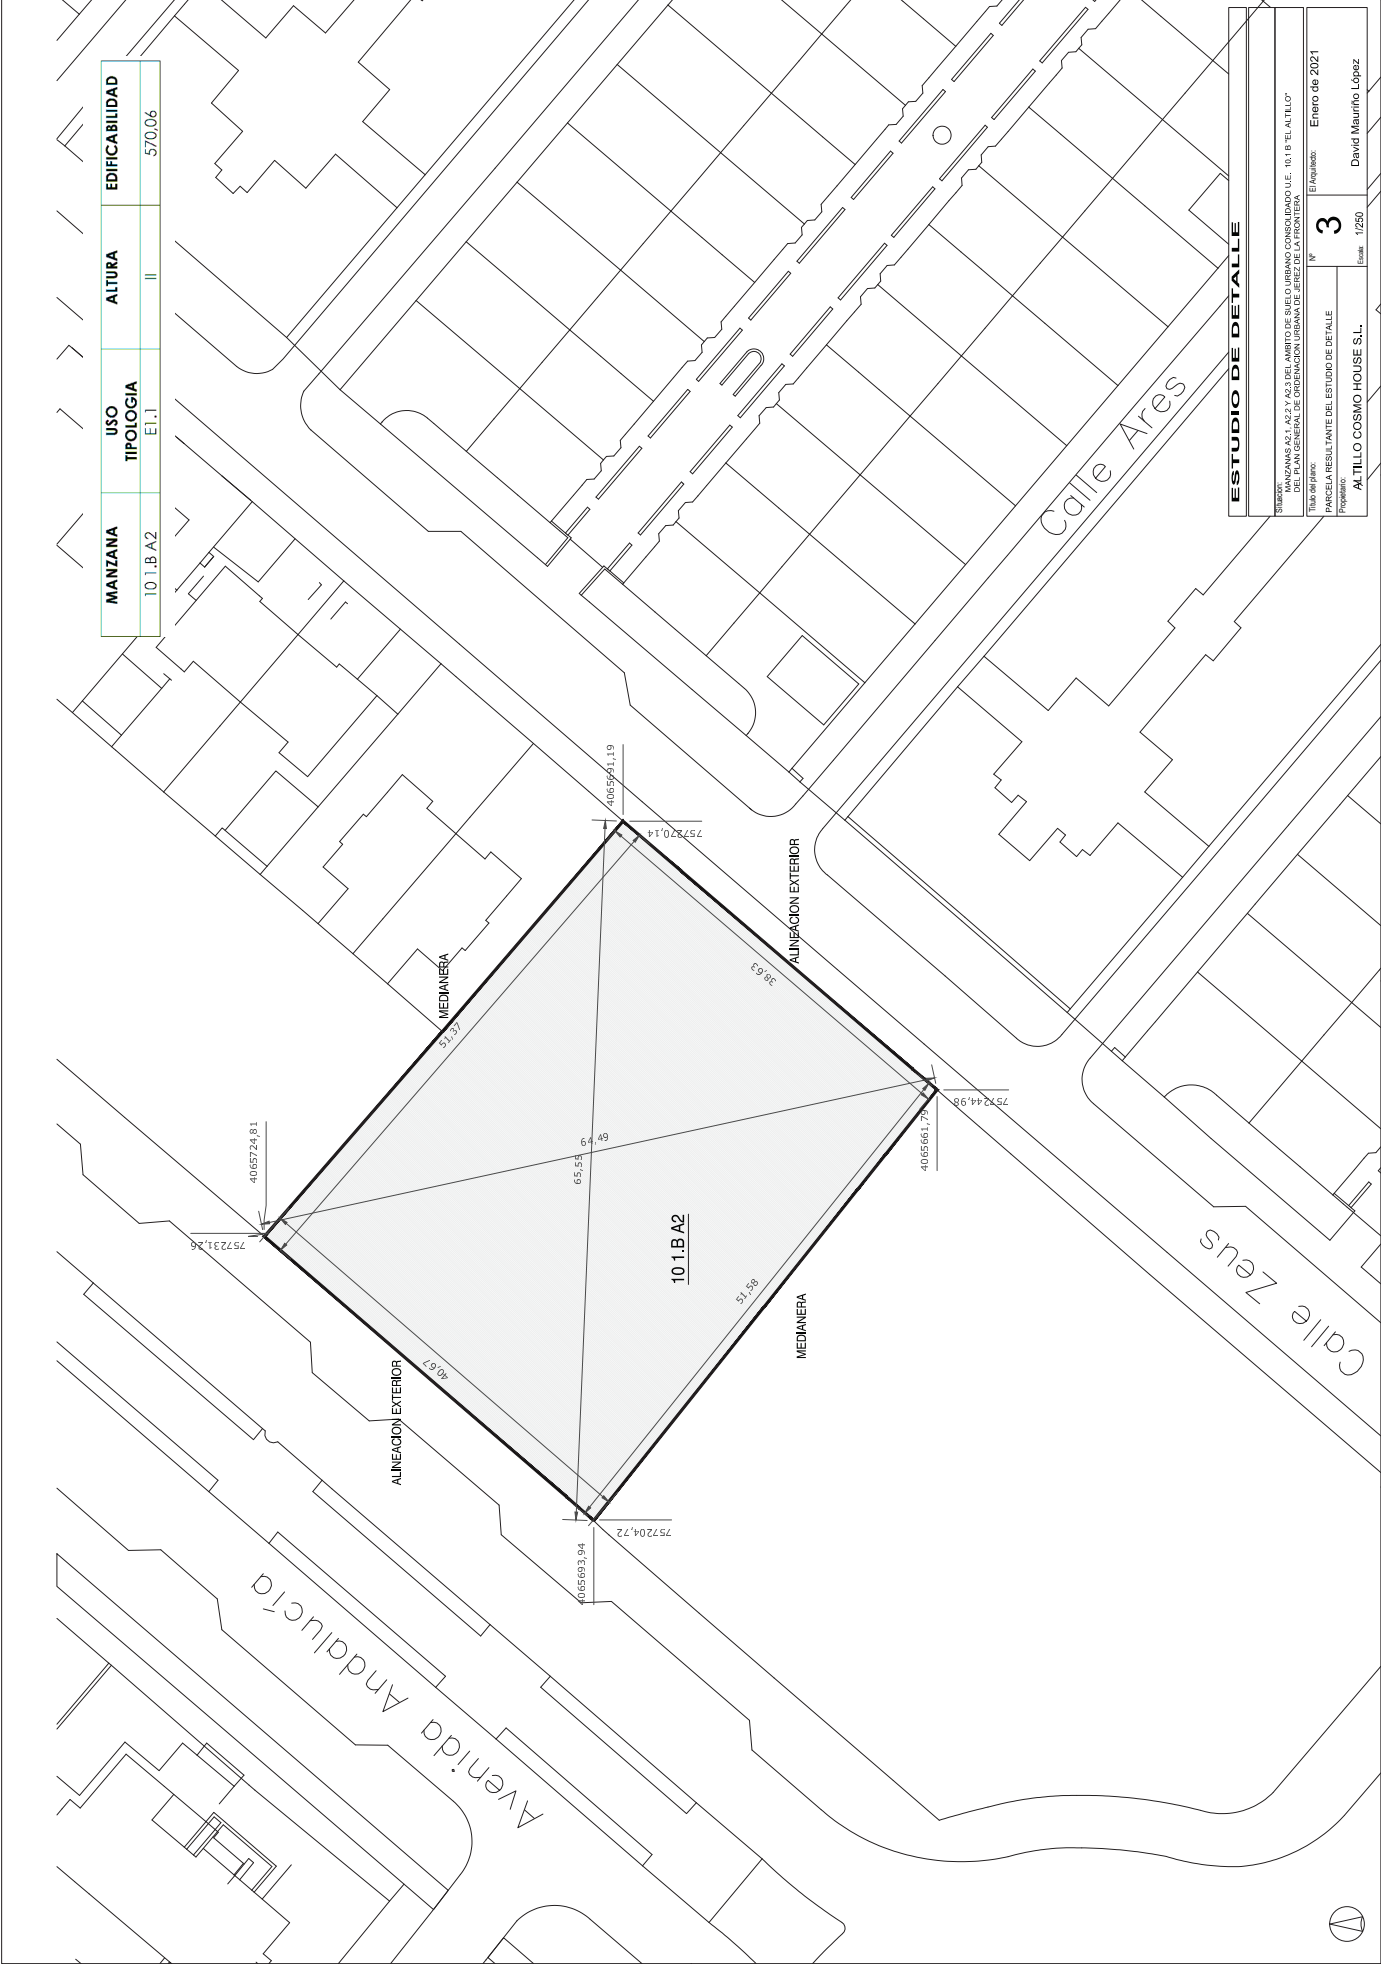 MANZANA
USO
TIPOLOGIA
ALTURA
EDIFICABILIDAD
10 1.B A2
E1.1
II
570,06
4065724,81
757231,26
4065691,19
757270,14
4065693,94
757204,72
4065661,79
757244,98
MEDIANERA
51,37
ALINEACION EXTERIOR
38,63
64,49
65,55
10 1.B A2
51,58
MEDIANERA
40,67
ALINEACION EXTERIOR
Avenida Andalucía
Calle Ares
Calle Zeus
ESTUDIO DE DETALLE
Situación:
MANZANAS A2.1, A2.2 Y A2.3 DEL AMBITO DE SUELO URBANO CONSOLIDADO U.E. 10.1 B "EL ALTILLO"
DEL PLAN GENERAL DE ORDENACION URBANA DE JEREZ DE LA FRONTERA
Título del plano:
PARCELA RESULTANTE DEL ESTUDIO DE DETALLE
Nº
3
El Arquitecto:
Enero de 2021
Propietario:
ALTILLO COSMO HOUSE S.L.
Escala:
1/250
David Mauriño López